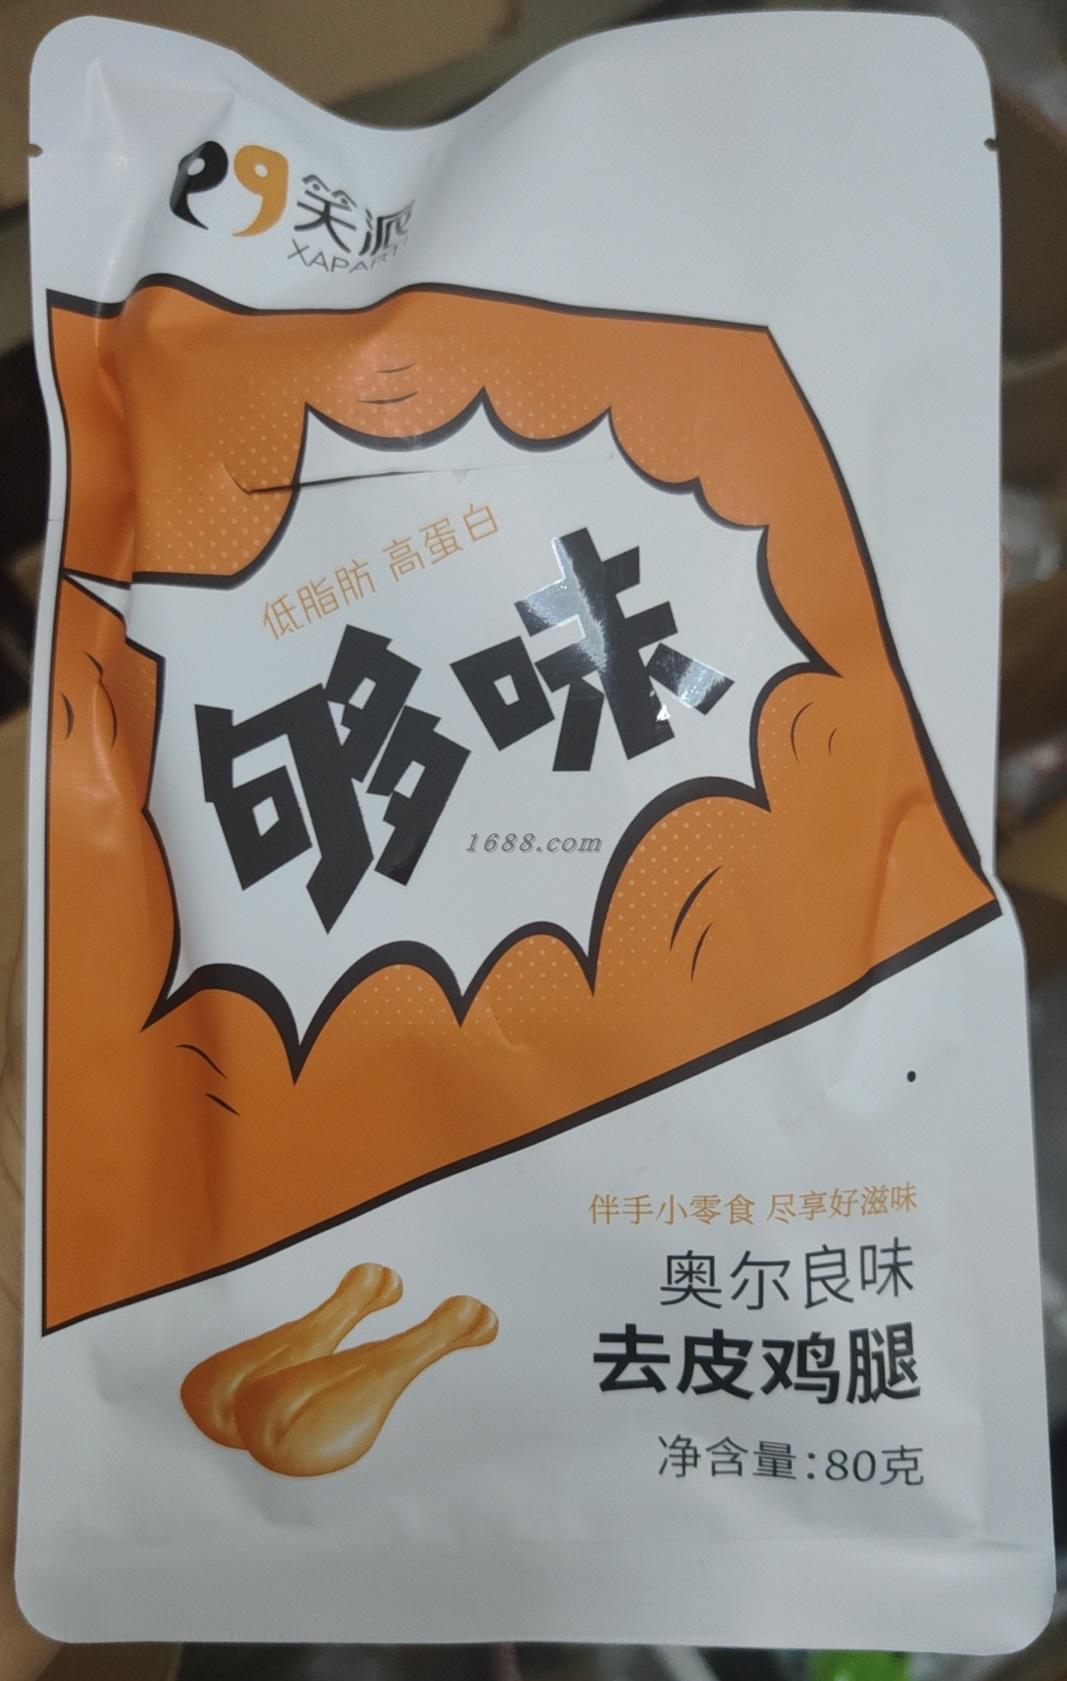 笑派
低脂肪 高蛋白
够味
1688.com
伴手小零食 尽享好滋味
奥尔良味
去皮鸡腿
净含量:80克